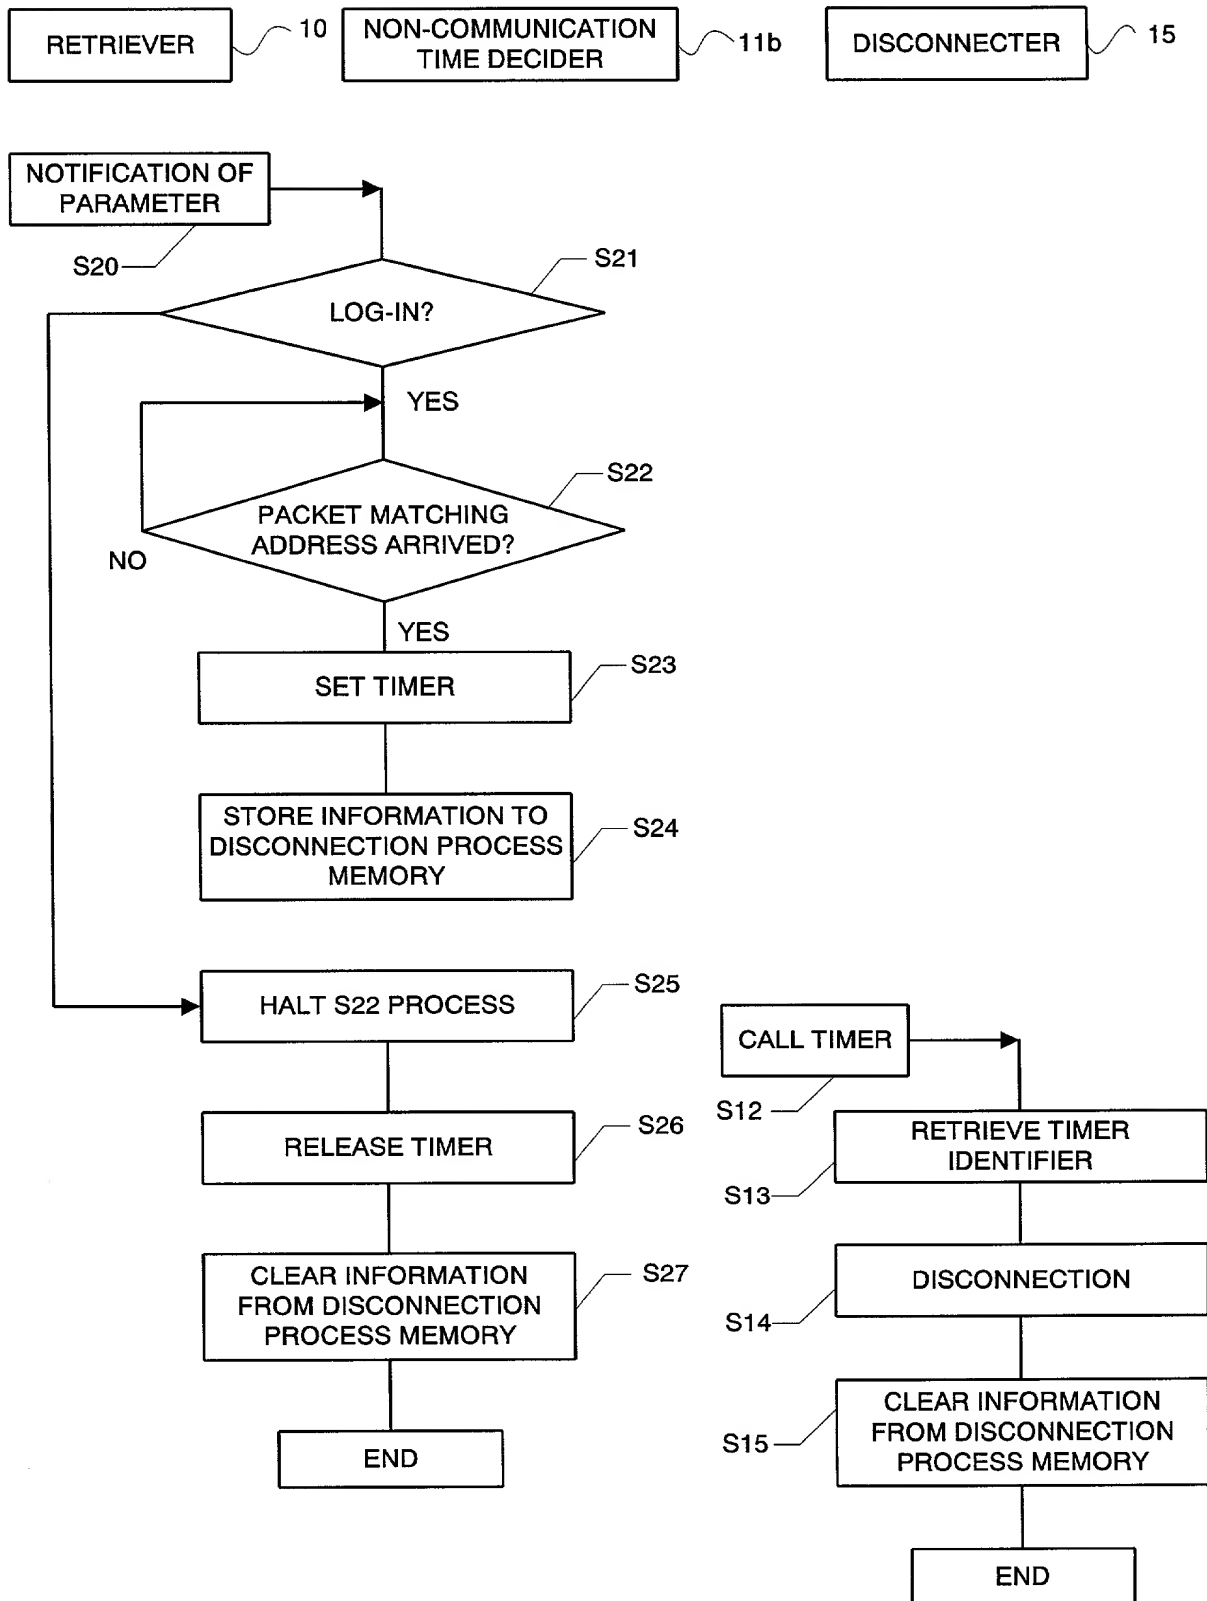 RETRIEVER
10
NON-COMMUNICATION
TIME DECIDER
11b
DISCONNECTER
15
NOTIFICATION OF
PARAMETER
S20
S21
LOG-IN?
YES
S22
PACKET MATCHING
ADDRESS ARRIVED?
NO
YES
S23
SET TIMER
STORE INFORMATION TO
DISCONNECTION PROCESS
MEMORY
S24
HALT S22 PROCESS
S25
CALL TIMER
S12
RELEASE TIMER
S26
RETRIEVE TIMER
IDENTIFIER
S13
CLEAR INFORMATION
FROM DISCONNECTION
PROCESS MEMORY
S27
DISCONNECTION
S14
CLEAR INFORMATION
FROM DISCONNECTION
PROCESS MEMORY
S15
END
END